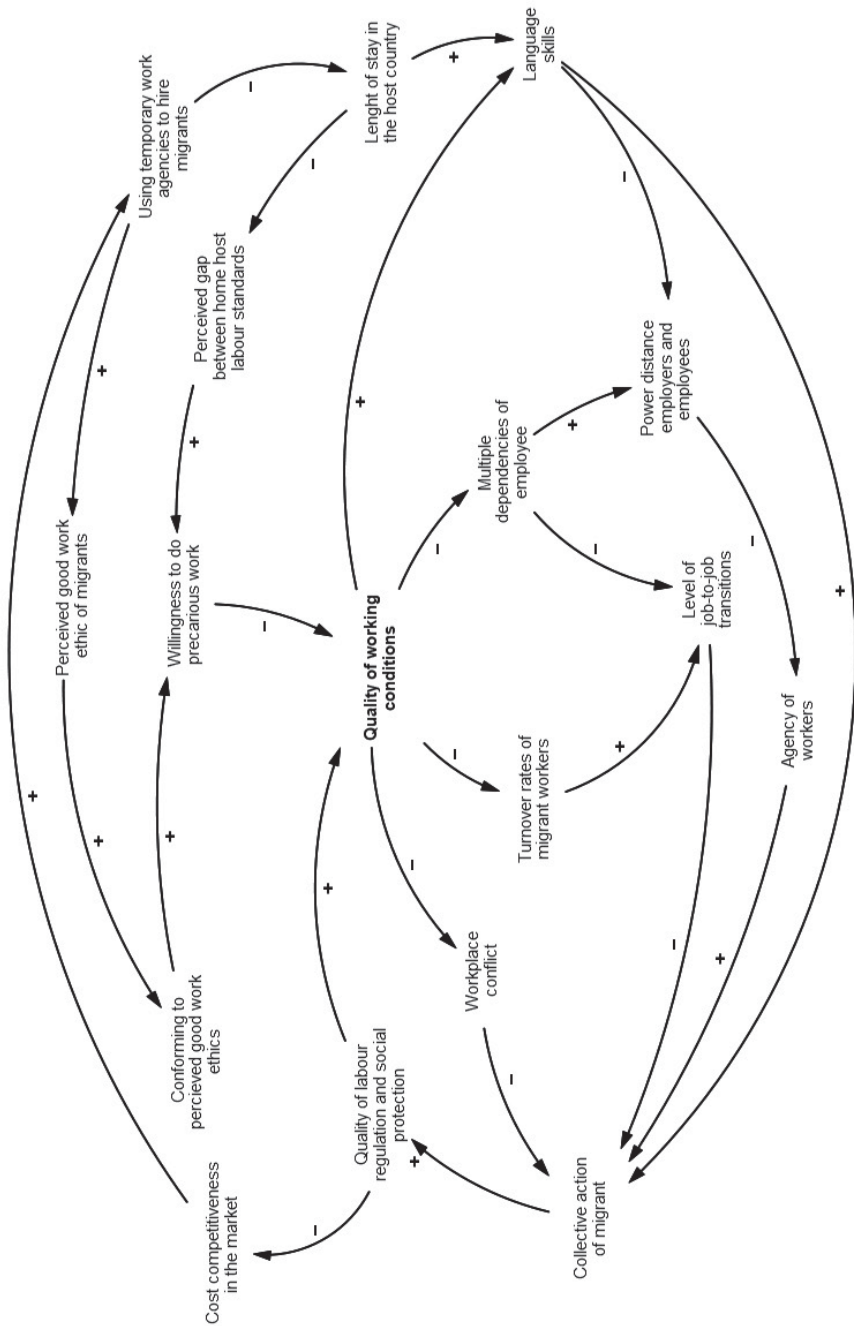 +
Perceived good work
ethic of migrants
+
+
Using temporary work
agencies to hire
migrants
Conforming to
percieved good work
ethics
+
Willingness to do
precarious work
+
Perceived gap
between home host
labour standards
–
Cost competitiveness
in the market
–
–
–
Quality of labour
regulation and social
protection
+
Quality of working
conditions
+
Lenght of stay in
the host country
+
+
–
–
–
Workplace
conflict
–
Multiple
dependencies of
employee
Language
skills
Turnover rates of
migrant workers
+
Collective action
of migrant
+
–
–
Power distance
employers and
employees
–
Level of
job-to-job
transitions
–
+
Agency of
workers
+